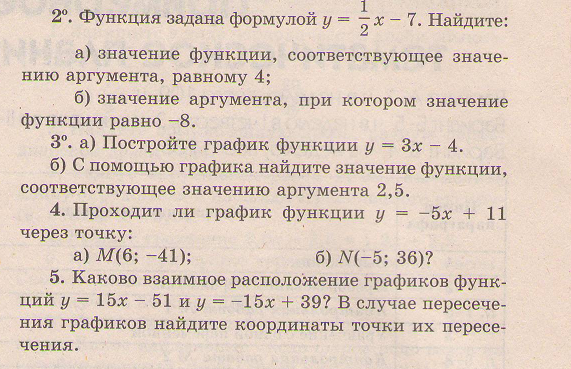 2°. Функция задана формулой y = 1/2 x − 7. Найдите:
а) значение функции, соответствующее значе-
нию аргумента, равному 4;
б) значение аргумента, при котором значение
функции равно −8.
3°. а) Постройте график функции y = 3x − 4.
б) С помощью графика найдите значение функции,
соответствующее значению аргумента 2,5.
4. Проходит ли график функции y = −5x + 11
через точку:
а) M(6; −41); б) N(−5; 36)?
5. Каково взаимное расположение графиков функ-
ций y = 15x − 51 и y = −15x + 39? В случае пересече-
ния графиков найдите координаты точки их пересе-
чения.